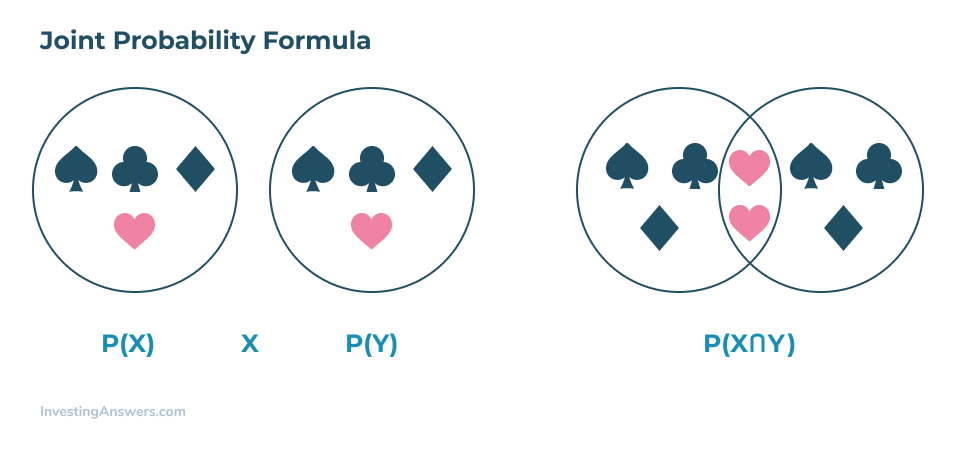 Joint Probability Formula
P(X) X P(Y) P(X∩Y)
InvestingAnswers.com